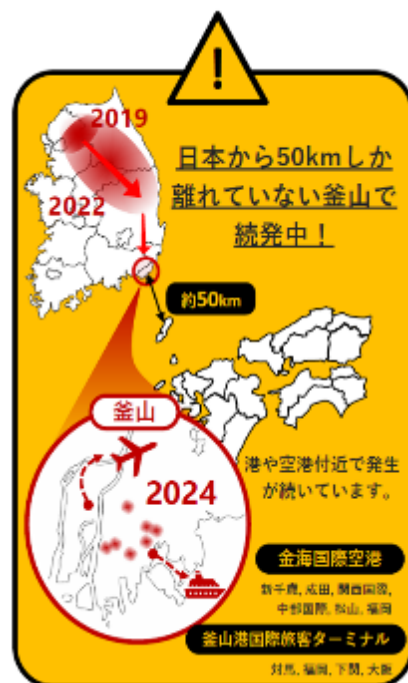 !
2019
日本から50kmしか
離れていない釜山で
続発中！
2022
約50km
釜山
2024
港や空港付近で発生
が続いています。
金海国際空港
新千歳, 成田, 関西国際,
中部国際, 松山, 福岡
釜山港国際旅客ターミナル
対馬, 福岡, 下関, 大阪